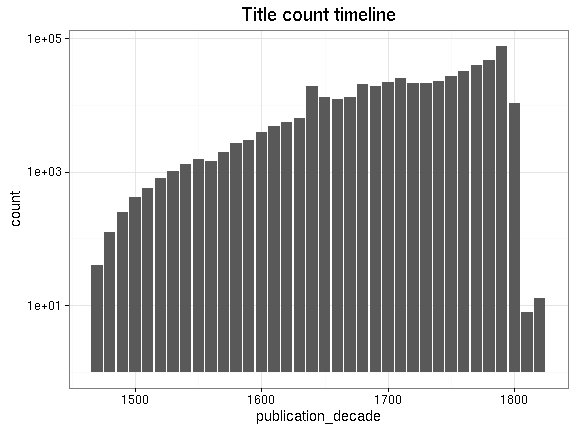 Title count timeline
1e+05
1e+03
1e+01
count
1500 1600 1700 1800
publication_decade